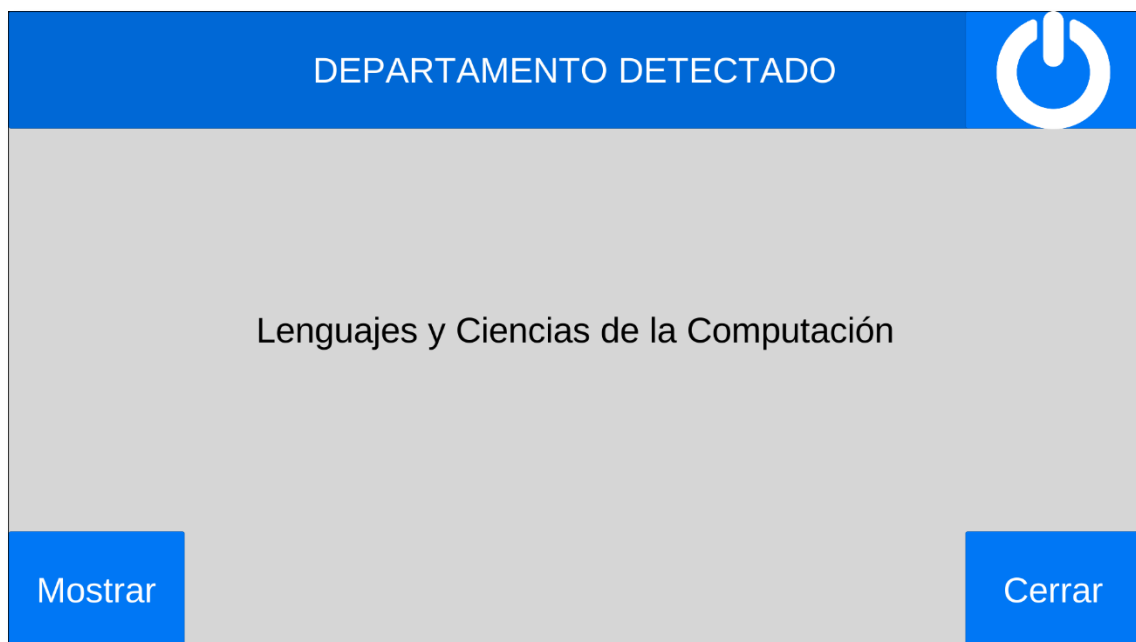 DEPARTAMENTO DETECTADO
Lenguajes y Ciencias de la Computación
Mostrar
Cerrar